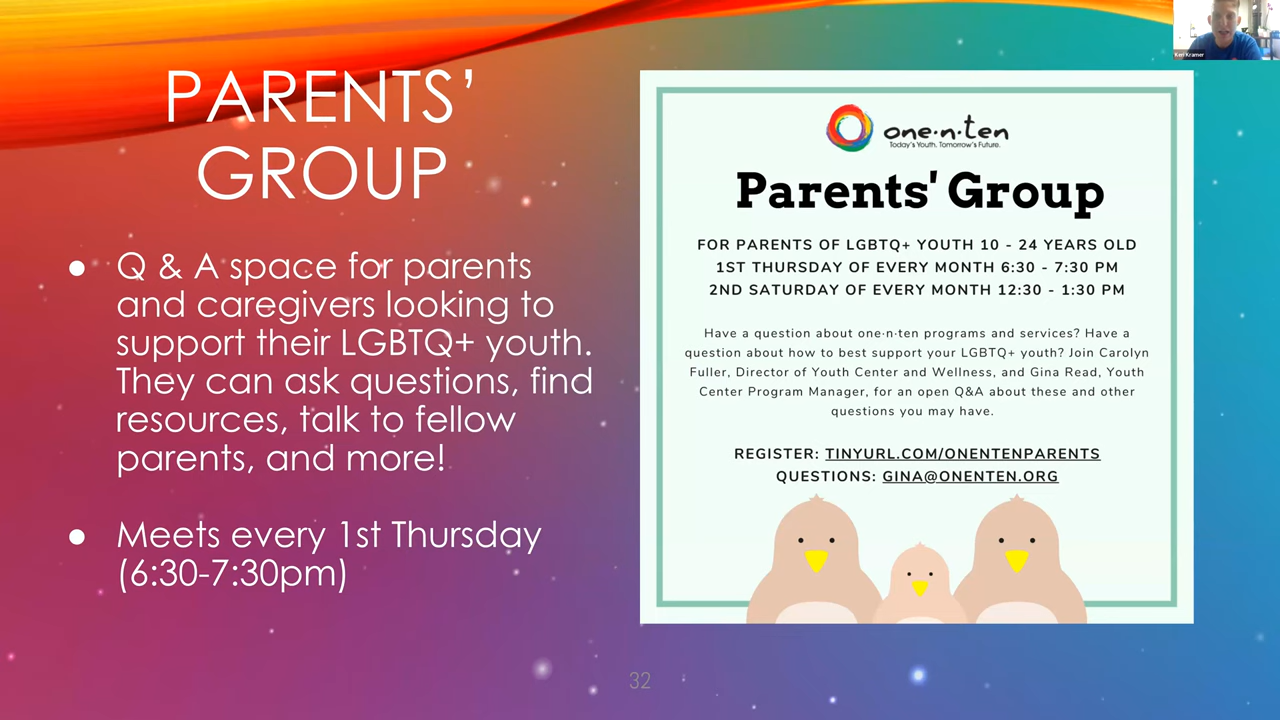 PARENTS'
GROUP
● Q & A space for parents
and caregivers looking to
support their LGBTQ+ youth.
They can ask questions, find
resources, talk to fellow
parents, and more!
● Meets every 1st Thursday
(6:30-7:30pm)
one·n·ten
Today's Youth. Tomorrow's Future.
Parents' Group
FOR PARENTS OF LGBTQ+ YOUTH 10 - 24 YEARS OLD
1ST THURSDAY OF EVERY MONTH 6:30 - 7:30 PM
2ND SATURDAY OF EVERY MONTH 12:30 - 1:30 PM
Have a question about one·n·ten programs and services? Have a
question about how to best support your LGBTQ+ youth? Join Carolyn
Fuller, Director of Youth Center and Wellness, and Gina Read, Youth
Center Program Manager, for an open Q&A about these and other
questions you may have.
REGISTER: TINYURL.COM/ONENTENPARENTS
QUESTIONS: GINA@ONENTEN.ORG
32
Keri Kramer